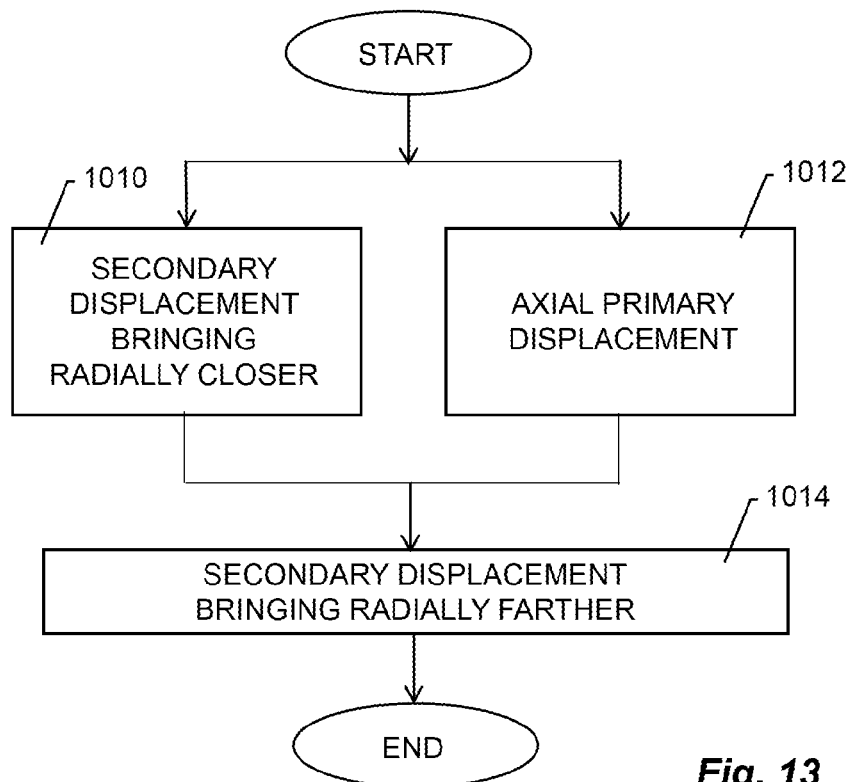 START
1010
1012
SECONDARY
DISPLACEMENT
BRINGING
RADIALLY CLOSER
AXIAL PRIMARY
DISPLACEMENT
1014
SECONDARY DISPLACEMENT
BRINGING RADIALLY FARTHER
END
Fig. 13